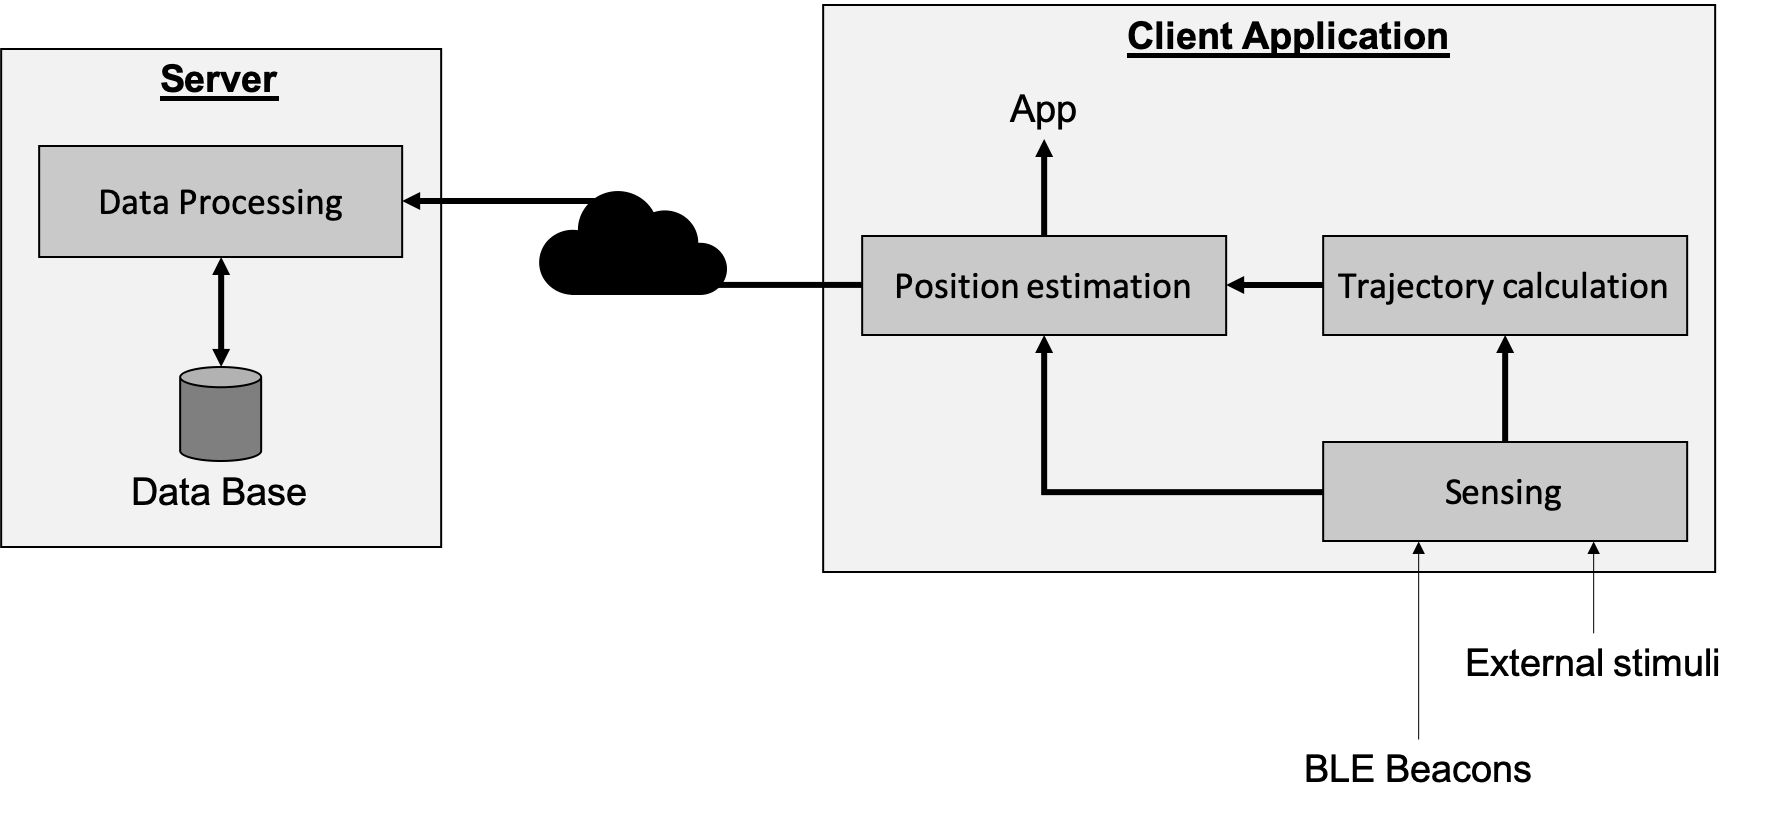 Server
Data Processing
Data Base
Client Application
App
Position estimation
Trajectory calculation
Sensing
External stimuli
BLE Beacons